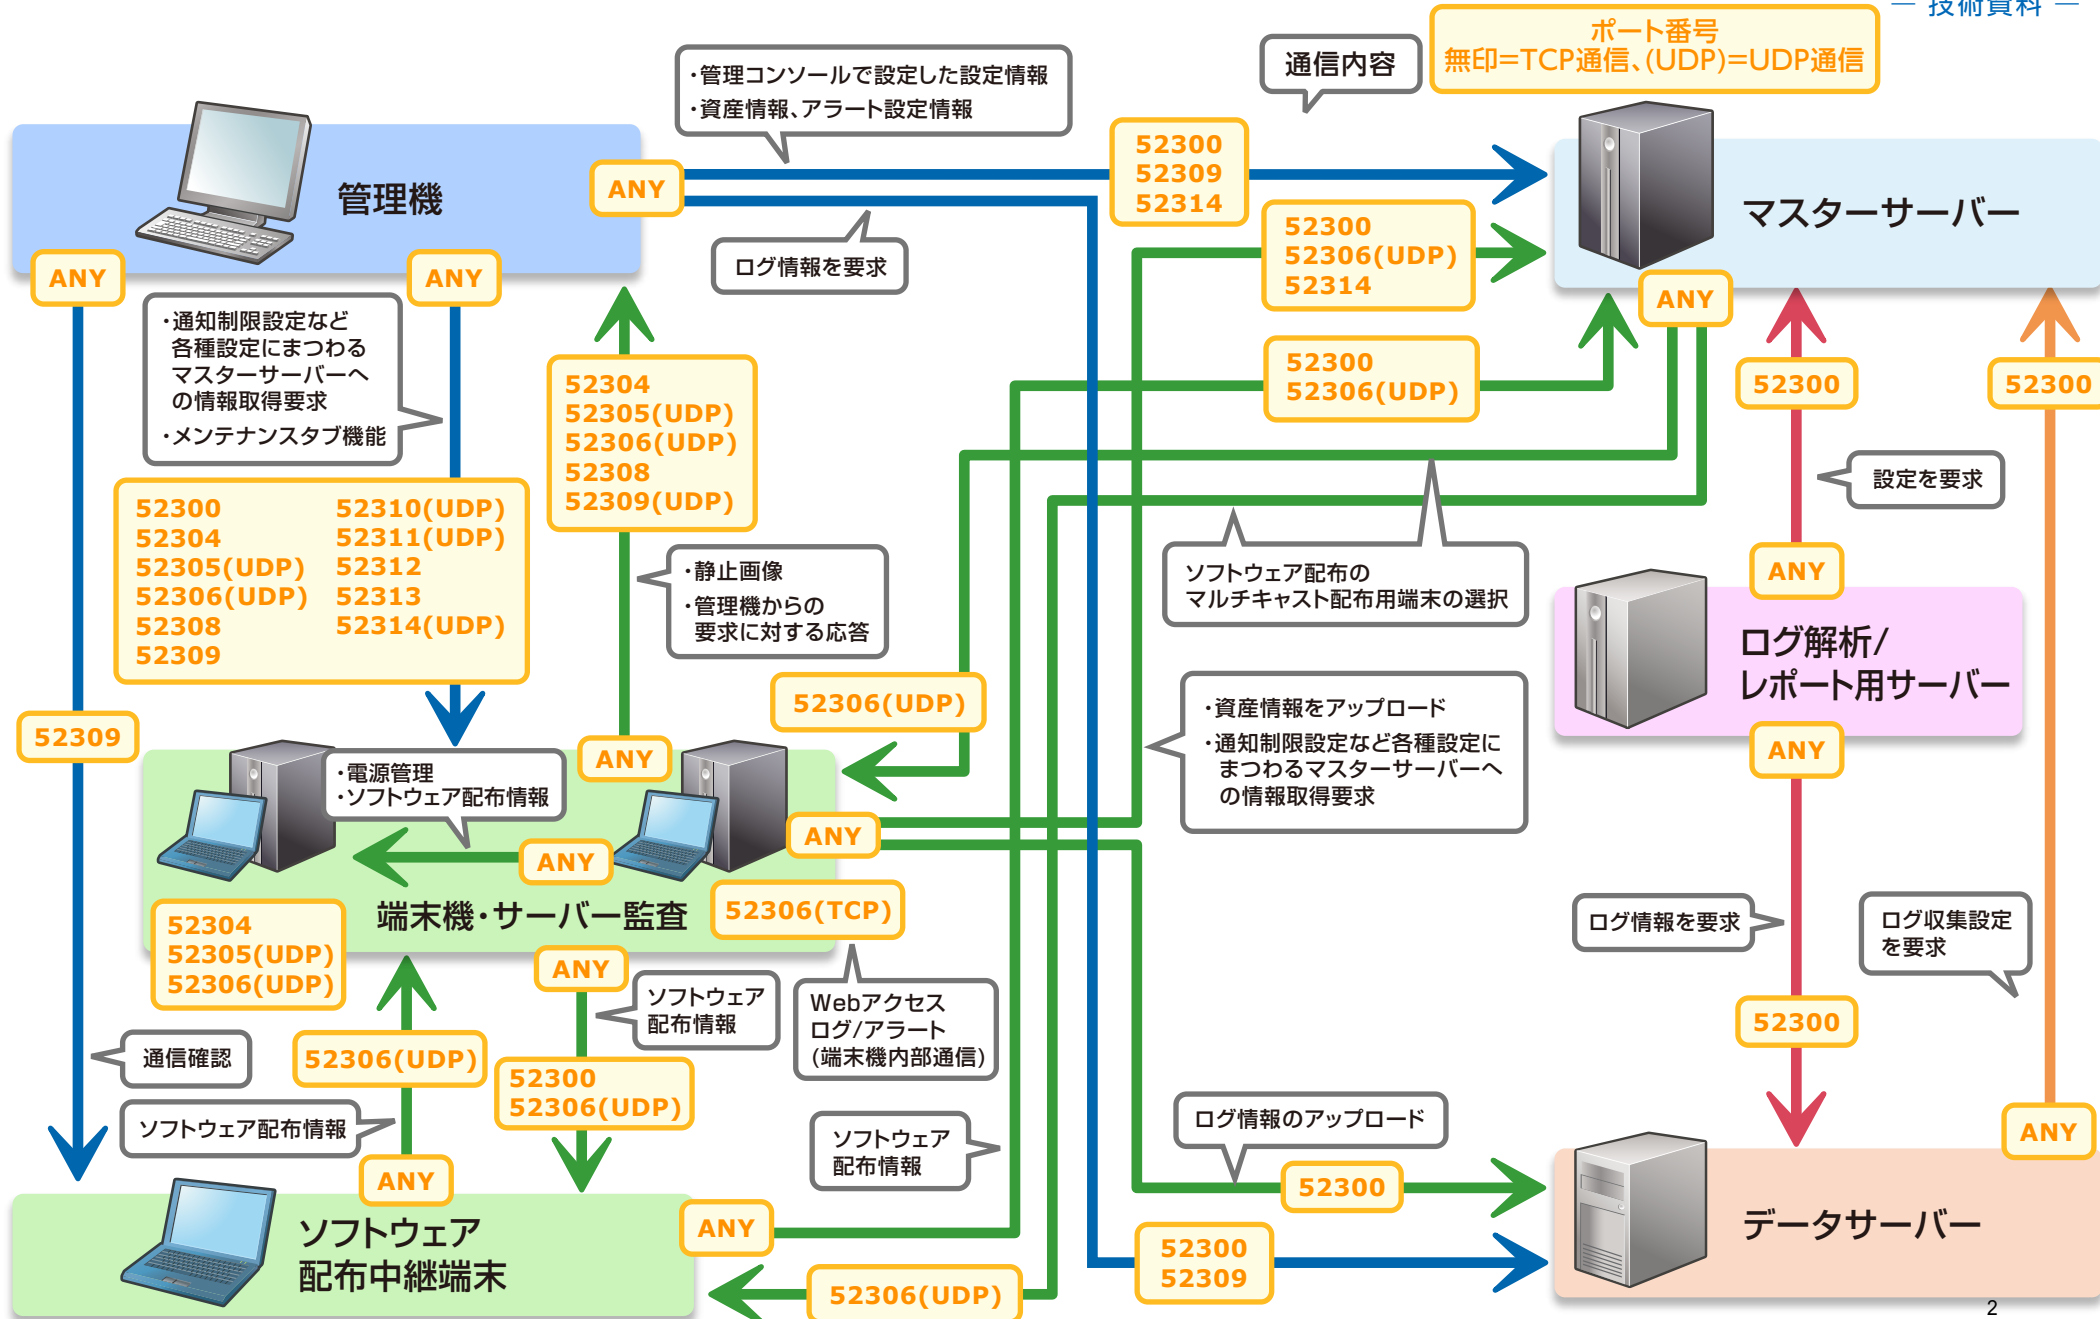 ― 技術資料 ―
ポート番号
無印=TCP通信、(UDP)=UDP通信
通信内容
・管理コンソールで設定した設定情報
・資産情報、アラート設定情報
管理機
ANY
52300
52309
52314
マスターサーバー
ログ情報を要求
52300
52306(UDP)
52314
ANY
ANY
ANY
・通知制限設定など
各種設定にまつわる
マスターサーバーへ
の情報取得要求
・メンテナンスタブ機能
52304
52305(UDP)
52306(UDP)
52308
52309(UDP)
52300
52306(UDP)
52300
52300
設定を要求
52300
52304
52305(UDP)
52306(UDP)
52308
52309
52310(UDP)
52311(UDP)
52312
52313
52314(UDP)
・静止画像
・管理機からの
要求に対する応答
ソフトウェア配布の
マルチキャスト配布用端末の選択
ANY
ログ解析/
レポート用サーバー
52306(UDP)
・資産情報をアップロード
・通知制限設定など各種設定に
まつわるマスターサーバーへ
の情報取得要求
52309
ANY
ANY
・電源管理
・ソフトウェア配布情報
ANY
ANY
端末機・サーバー監査
52306(TCP)
52304
52305(UDP)
52306(UDP)
ログ情報を要求
ログ収集設定
を要求
ANY
ソフトウェア
配布情報
Webアクセス
ログ/アラート
(端末機内部通信)
52300
通信確認
52306(UDP)
52300
52306(UDP)
ソフトウェア配布情報
ソフトウェア
配布情報
ログ情報のアップロード
ANY
ANY
52300
ソフトウェア
配布中継端末
ANY
52300
52309
データサーバー
52306(UDP)
2